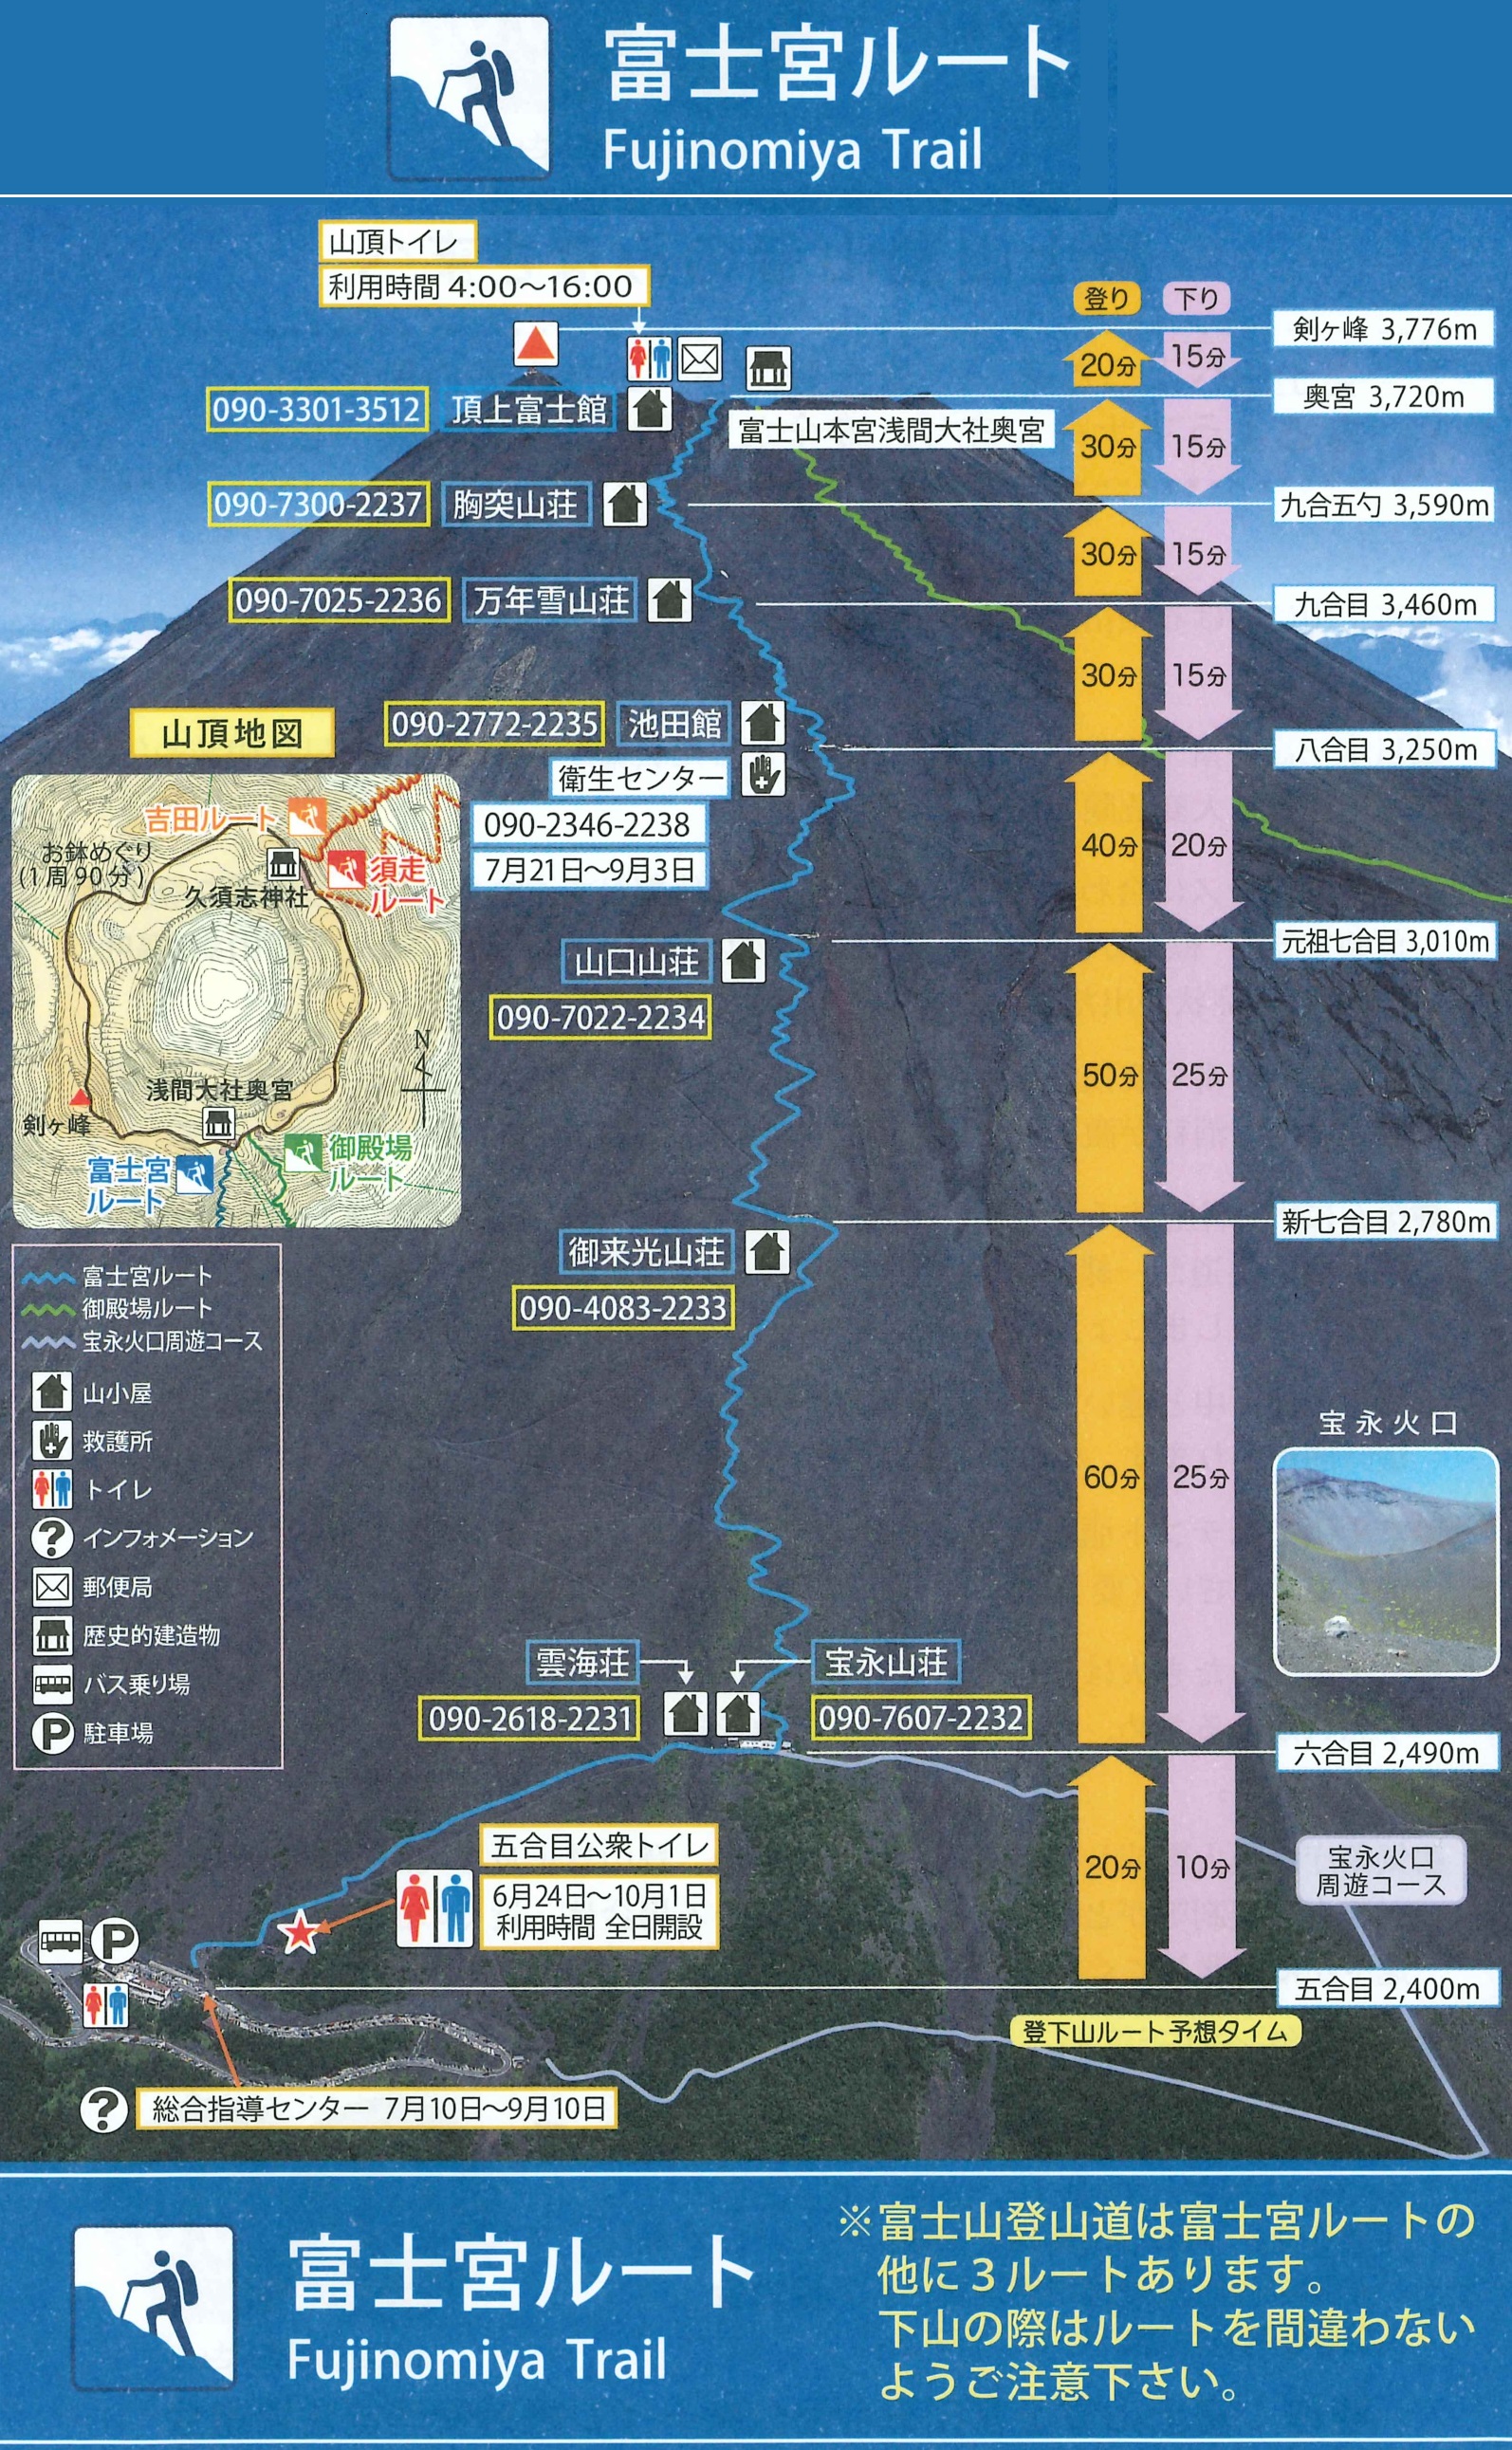 富士宮ルート
Fujinomiya Trail
山頂トイレ
利用時間 4:00～16:00
登り
下り
剣ヶ峰 3,776m
20分
15分
奥宮 3,720m
090-3301-3512
頂上富士館
富士山本宮浅間大社奥宮
30分
15分
090-7300-2237
胸突山荘
九合五勺 3,590m
30分
15分
090-7025-2236
万年雪山荘
九合目 3,460m
30分
15分
090-2772-2235
池田館
八合目 3,250m
衛生センター
090-2346-2238
7月21日～9月3日
40分
20分
山口山荘
090-7022-2234
元祖七合目 3,010m
50分
25分
新七合目 2,780m
御来光山荘
090-4083-2233
60分
25分
雲海荘
宝永山荘
090-2618-2231
090-7607-2232
六合目 2,490m
20分
10分
五合目 2,400m
山頂地図
吉田ルート
お鉢めぐり
(1周90分)
久須志神社
須走
ルート
N
浅間大社奥宮
剣ヶ峰
富士宮
ルート
御殿場
ルート
富士宮ルート
御殿場ルート
宝永火口周遊コース
山小屋
救護所
トイレ
?
インフォメーション
郵便局
歴史的建造物
バス乗り場
P
駐車場
宝永火口
宝永火口
周遊コース
五合目公衆トイレ
6月24日～10月1日
利用時間 全日開設
P
登下山ルート予想タイム
?
総合指導センター 7月10日～9月10日
富士宮ルート
Fujinomiya Trail
※富士山登山道は富士宮ルートの
他に3ルートあります。
下山の際はルートを間違わない
ようご注意下さい。